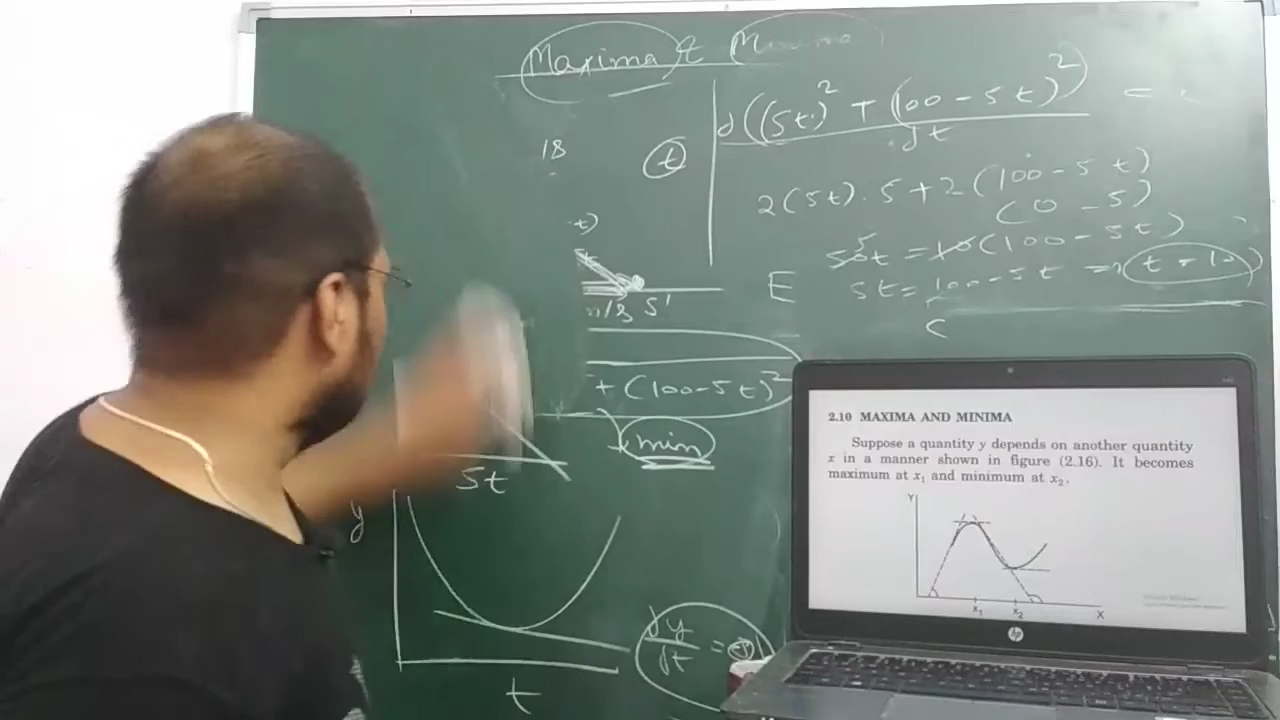 Maxima &
18
t
d((5t)² + (100 - 5t)²) =
dt
2(5t).5 + 2(100 - 5t)
(0 - 5)
50t = 10(100 - 5t)
5
5t = 100 - 5t => t = 10
t)
m/s S'
E
C
+ (100 - 5t)²
min
5t
y
t
dy
dt =
2.10 MAXIMA AND MINIMA
Suppose a quantity y depends on another quantity
x in a manner shown in figure (2.16). It becomes
maximum at x₁ and minimum at x₂.
Y
x₁ x₂ X
hp